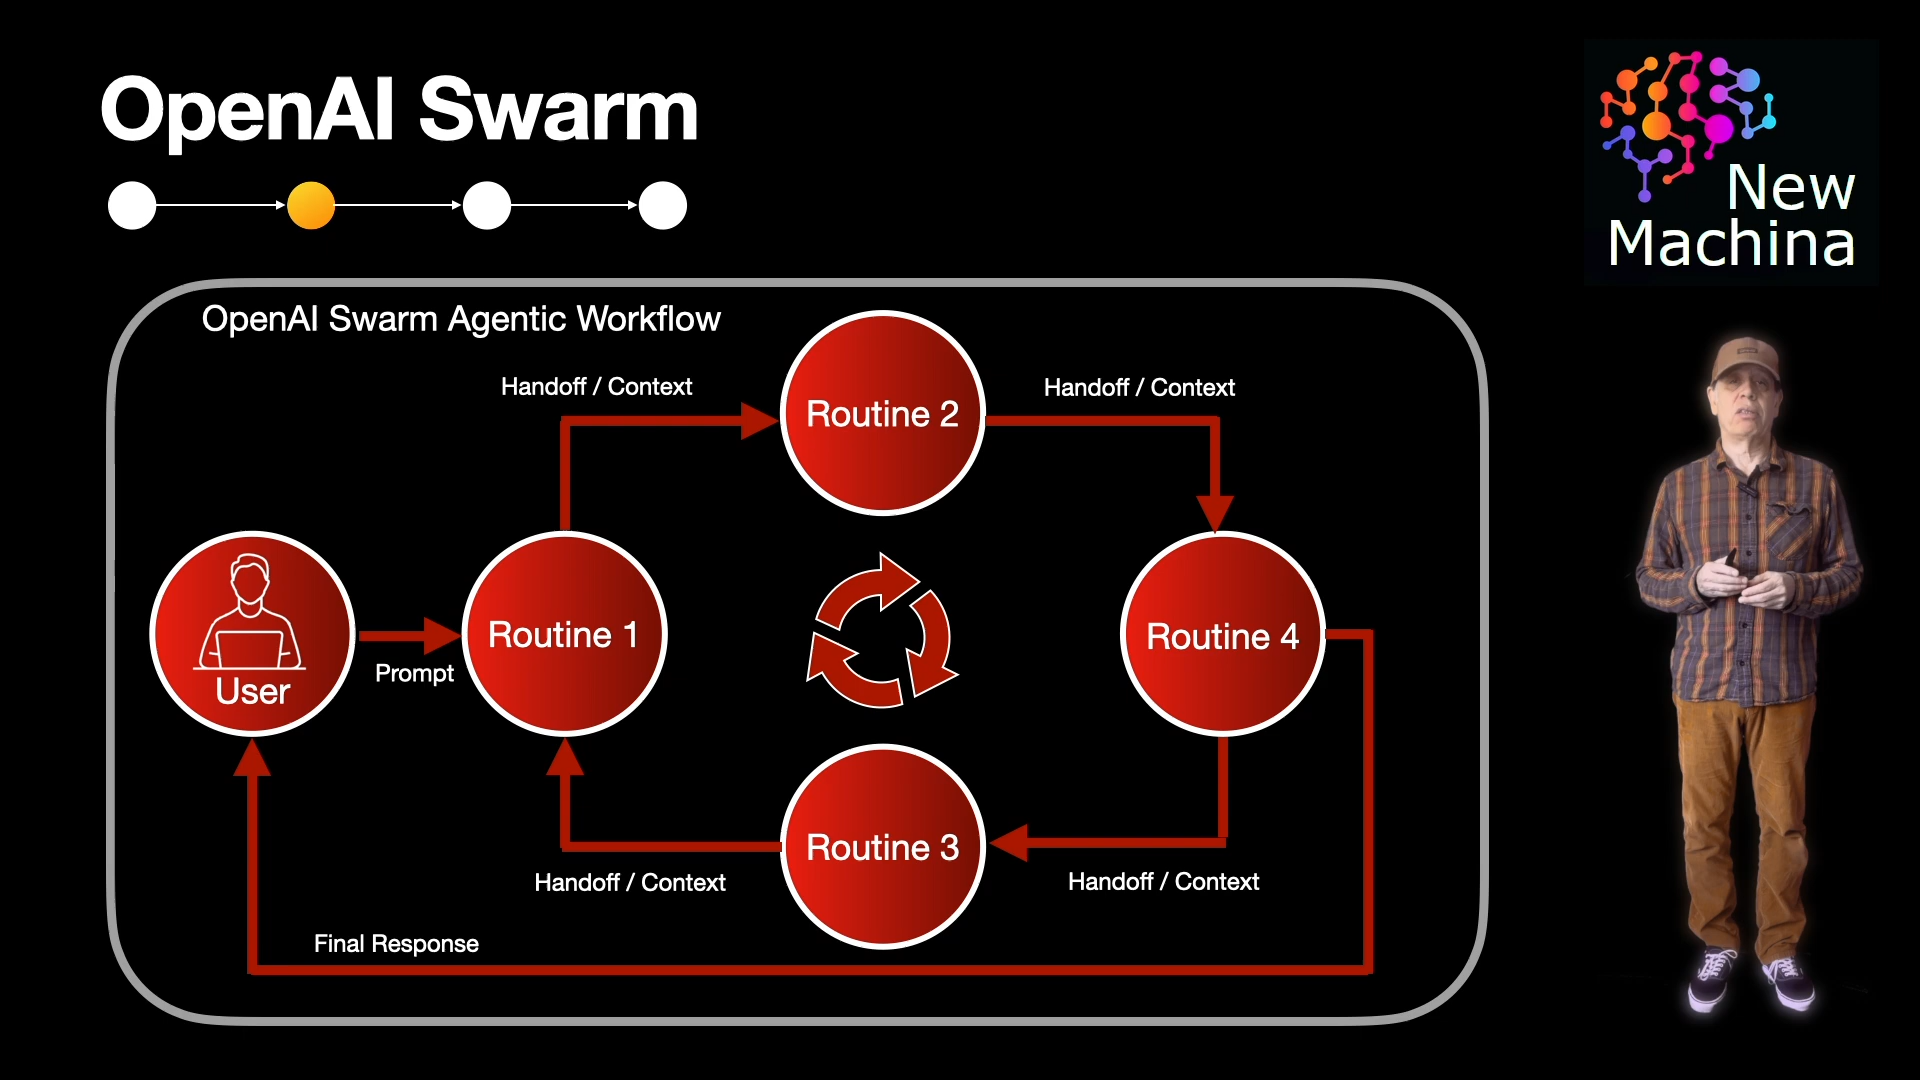 OpenAI Swarm
New
Machina
OpenAI Swarm Agentic Workflow
Handoff / Context
Handoff / Context
Routine 2
User
Prompt
Routine 1
Routine 4
Routine 3
Handoff / Context
Handoff / Context
Final Response